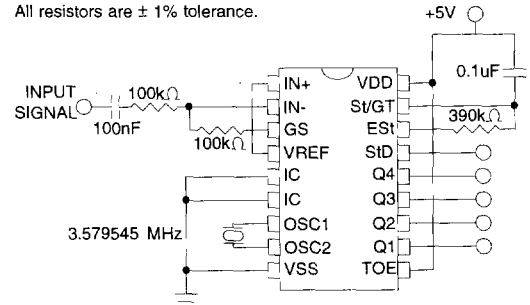 All resistors are ± 1% tolerance.
+5V
0.1uF
INPUT
SIGNAL
100kΩ
100nF
100kΩ
390kΩ
IN+
VDD
IN-
St/GT
GS
ESt
VREF
StD
IC
Q4
IC
Q3
OSC1
Q2
OSC2
Q1
VSS
TOE
3.579545 MHz